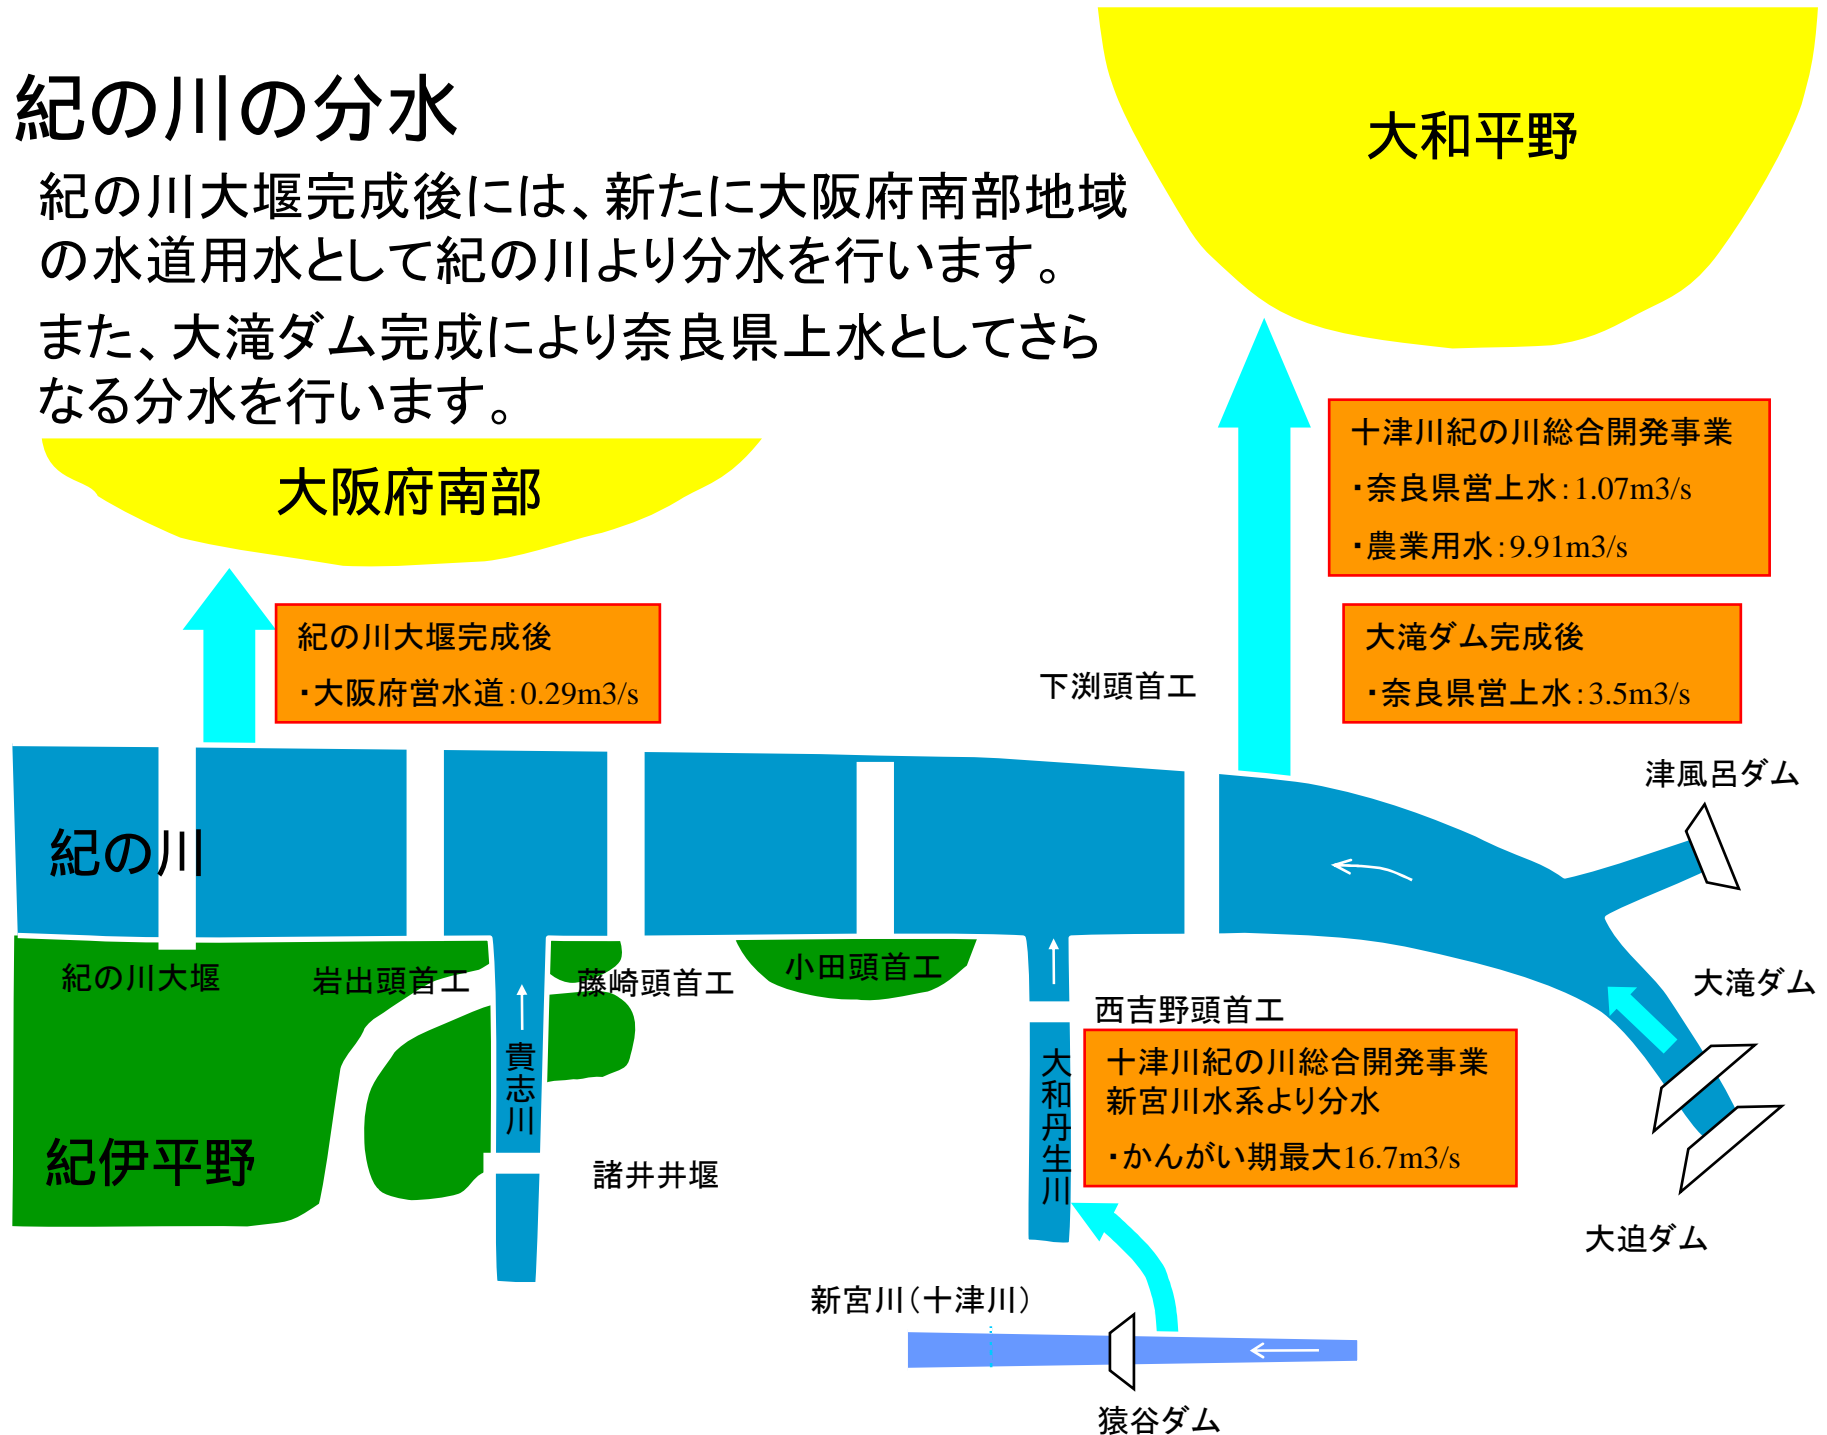 紀の川の分水
紀の川大堰完成後には、新たに大阪府南部地域
の水道用水として紀の川より分水を行います。
また、大滝ダム完成により奈良県上水としてさら
なる分水を行います。
大和平野
大阪府南部
十津川紀の川総合開発事業
・奈良県営上水：1.07m3/s
・農業用水：9.91m3/s
紀の川大堰完成後
・大阪府営水道：0.29m3/s
大滝ダム完成後
・奈良県営上水：3.5m3/s
下渕頭首工
津風呂ダム
紀の川
紀の川大堰
岩出頭首工
藤崎頭首工
小田頭首工
大滝ダム
西吉野頭首工
貴志川
大和丹生川
十津川紀の川総合開発事業
新宮川水系より分水
・かんがい期最大16.7m3/s
紀伊平野
諸井井堰
大迫ダム
新宮川（十津川）
猿谷ダム